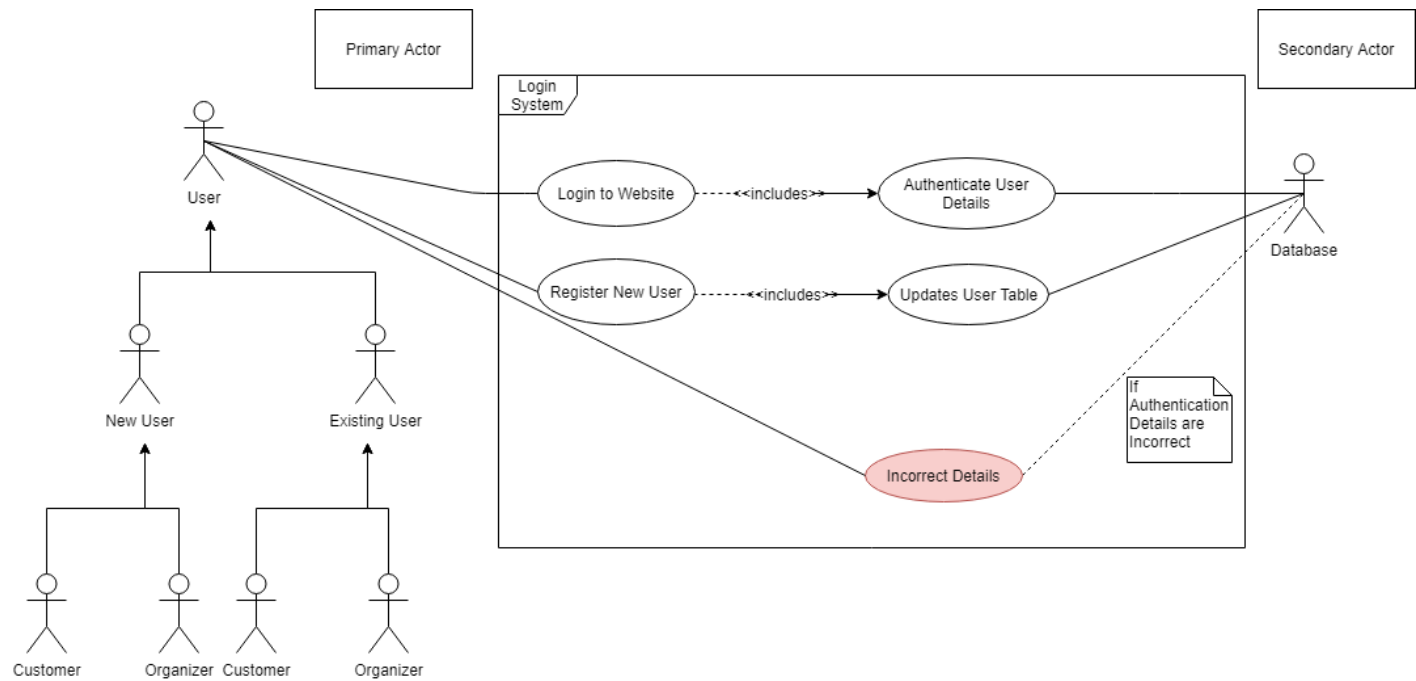 Primary Actor
Secondary Actor
Login
System
User
Login to Website
<<includes>>
Authenticate User
Details
Database
Register New User
<<includes>>
Updates User Table
If
Authentication
Details are
Incorrect
New User
Existing User
Incorrect Details
Customer
Organizer
Customer
Organizer